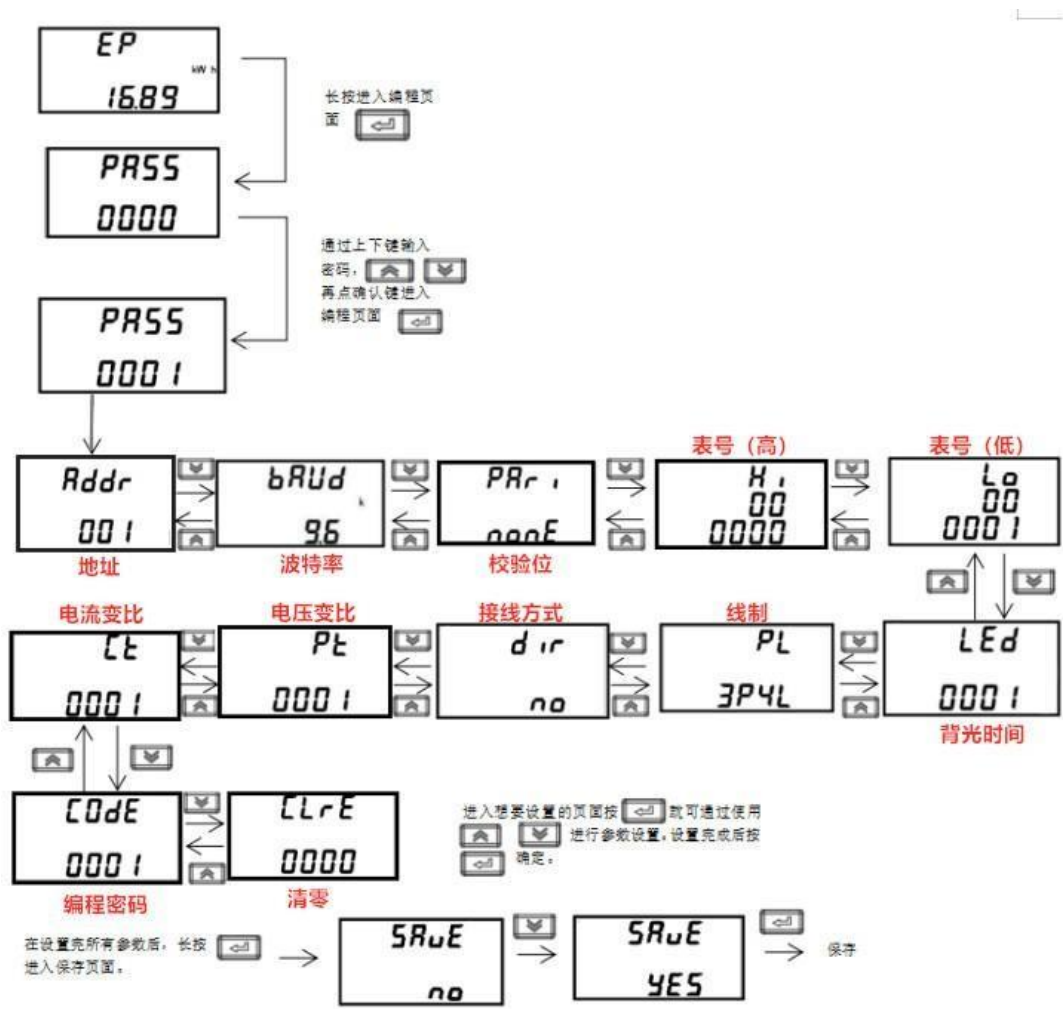 EP
kW h
16.89
长按进入编程页
面
PASS
0000
通过上下键输入
密码，
再点确认键进入
编程页面
PASS
0001
表号（高）
表号（低）
Addr
001
bAUd
k
9.6
PAri
nonE
Hi
00
0000
Lo
00
0001
地址
波特率
校验位
电流变比
电压变比
接线方式
线制
Ct
0001
Pt
0001
dir
no
PL
3P4L
LEd
0001
背光时间
COdE
0001
CLrE
0000
进入想要设置的页面按 就可通过使用
进行参数设置，设置完成后按
确定。
编程密码
清零
在设置完所有参数后，长按
进入保存页面。
SAvE
no
SAvE
YES
保存